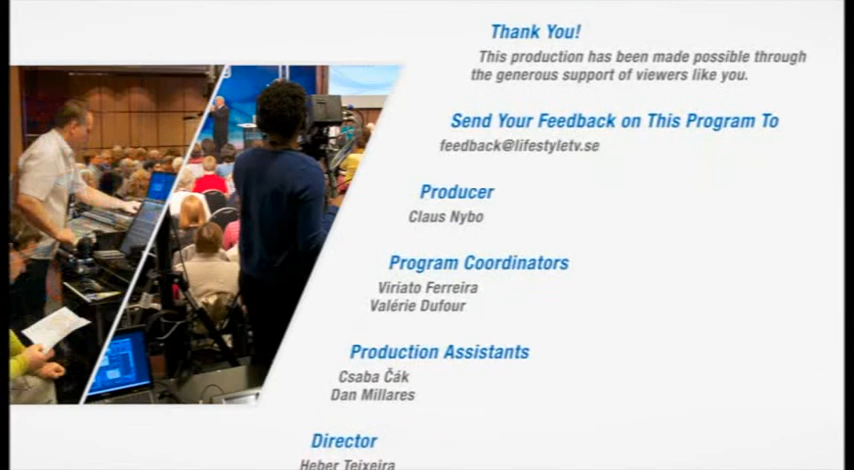 Thank You!
This production has been made possible through
the generous support of viewers like you.
Send Your Feedback on This Program To
feedback@lifestyletv.se
Producer
Claus Nybo
Program Coordinators
Viriato Ferreira
Valérie Dufour
Production Assistants
Csaba Čák
Dan Millares
Director
Heber Teixeira